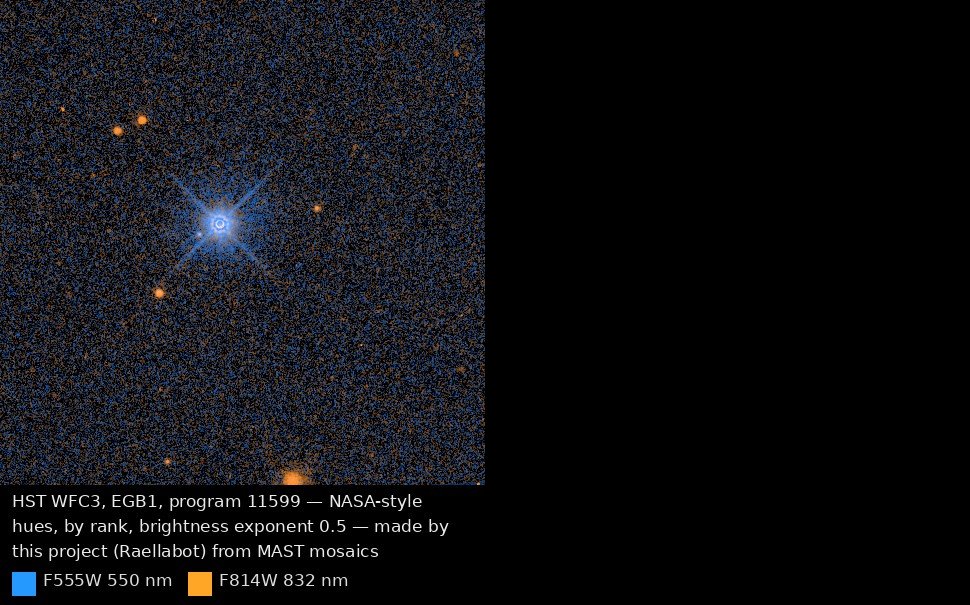 HST WFC3, EGB1, program 11599 — NASA-style
hues, by rank, brightness exponent 0.5 — made by
this project (Raellabot) from MAST mosaics
F555W 550 nm F814W 832 nm